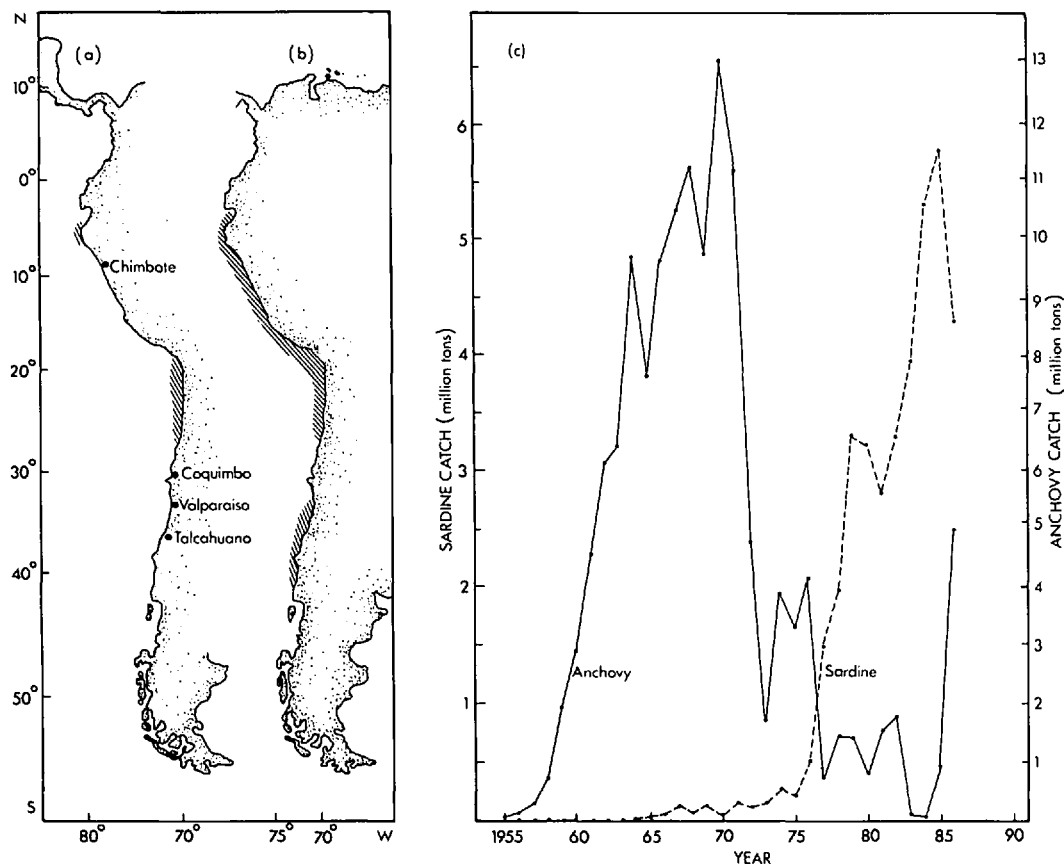 N
(a)
(b)
10°
0°
10°
20°
30°
40°
50°
S
80°
70°
75°
70°
W
Chimbote
Coquimbo
Valparaiso
Talcahuano
(c)
SARDINE CATCH (million tons)
6
5
4
3
2
1
ANCHOVY CATCH (million tons)
13
12
11
10
9
8
7
6
5
4
3
2
1
Anchovy
Sardine
1955
60
65
70
75
80
85
90
YEAR